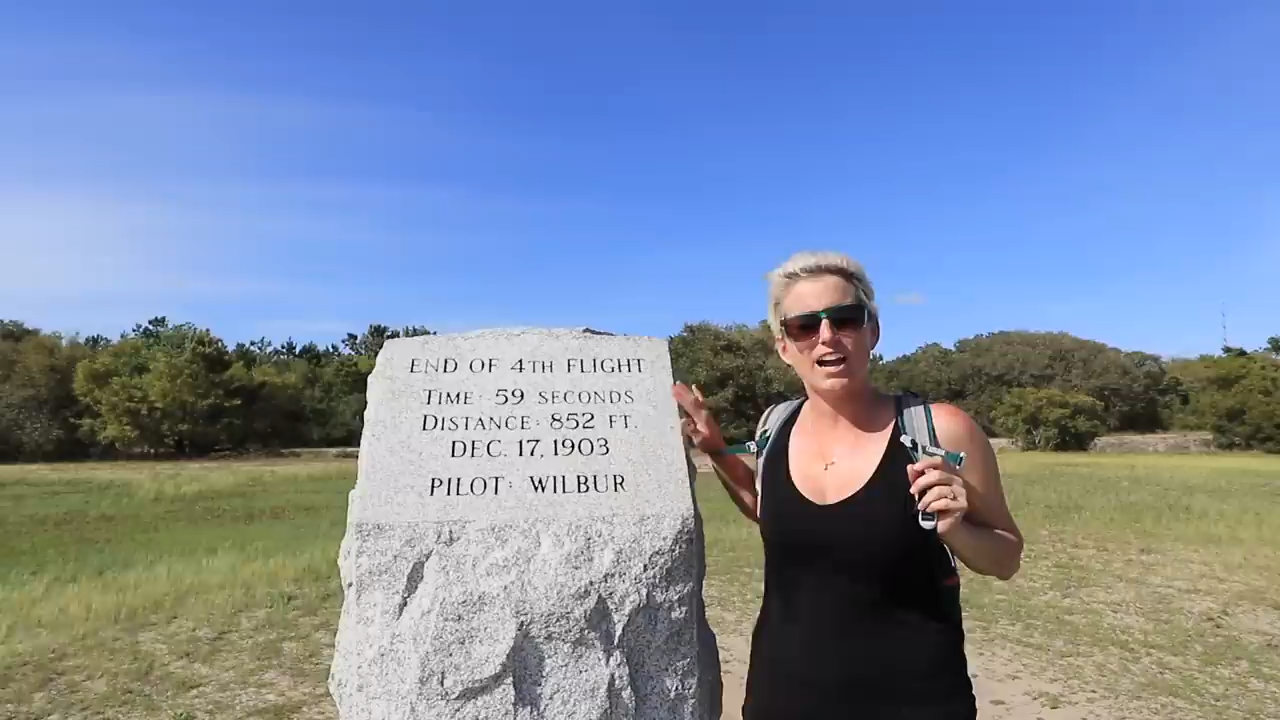 END OF 4TH FLIGHT
TIME: 59 SECONDS
DISTANCE: 852 FT.
DEC. 17, 1903
PILOT: WILBUR